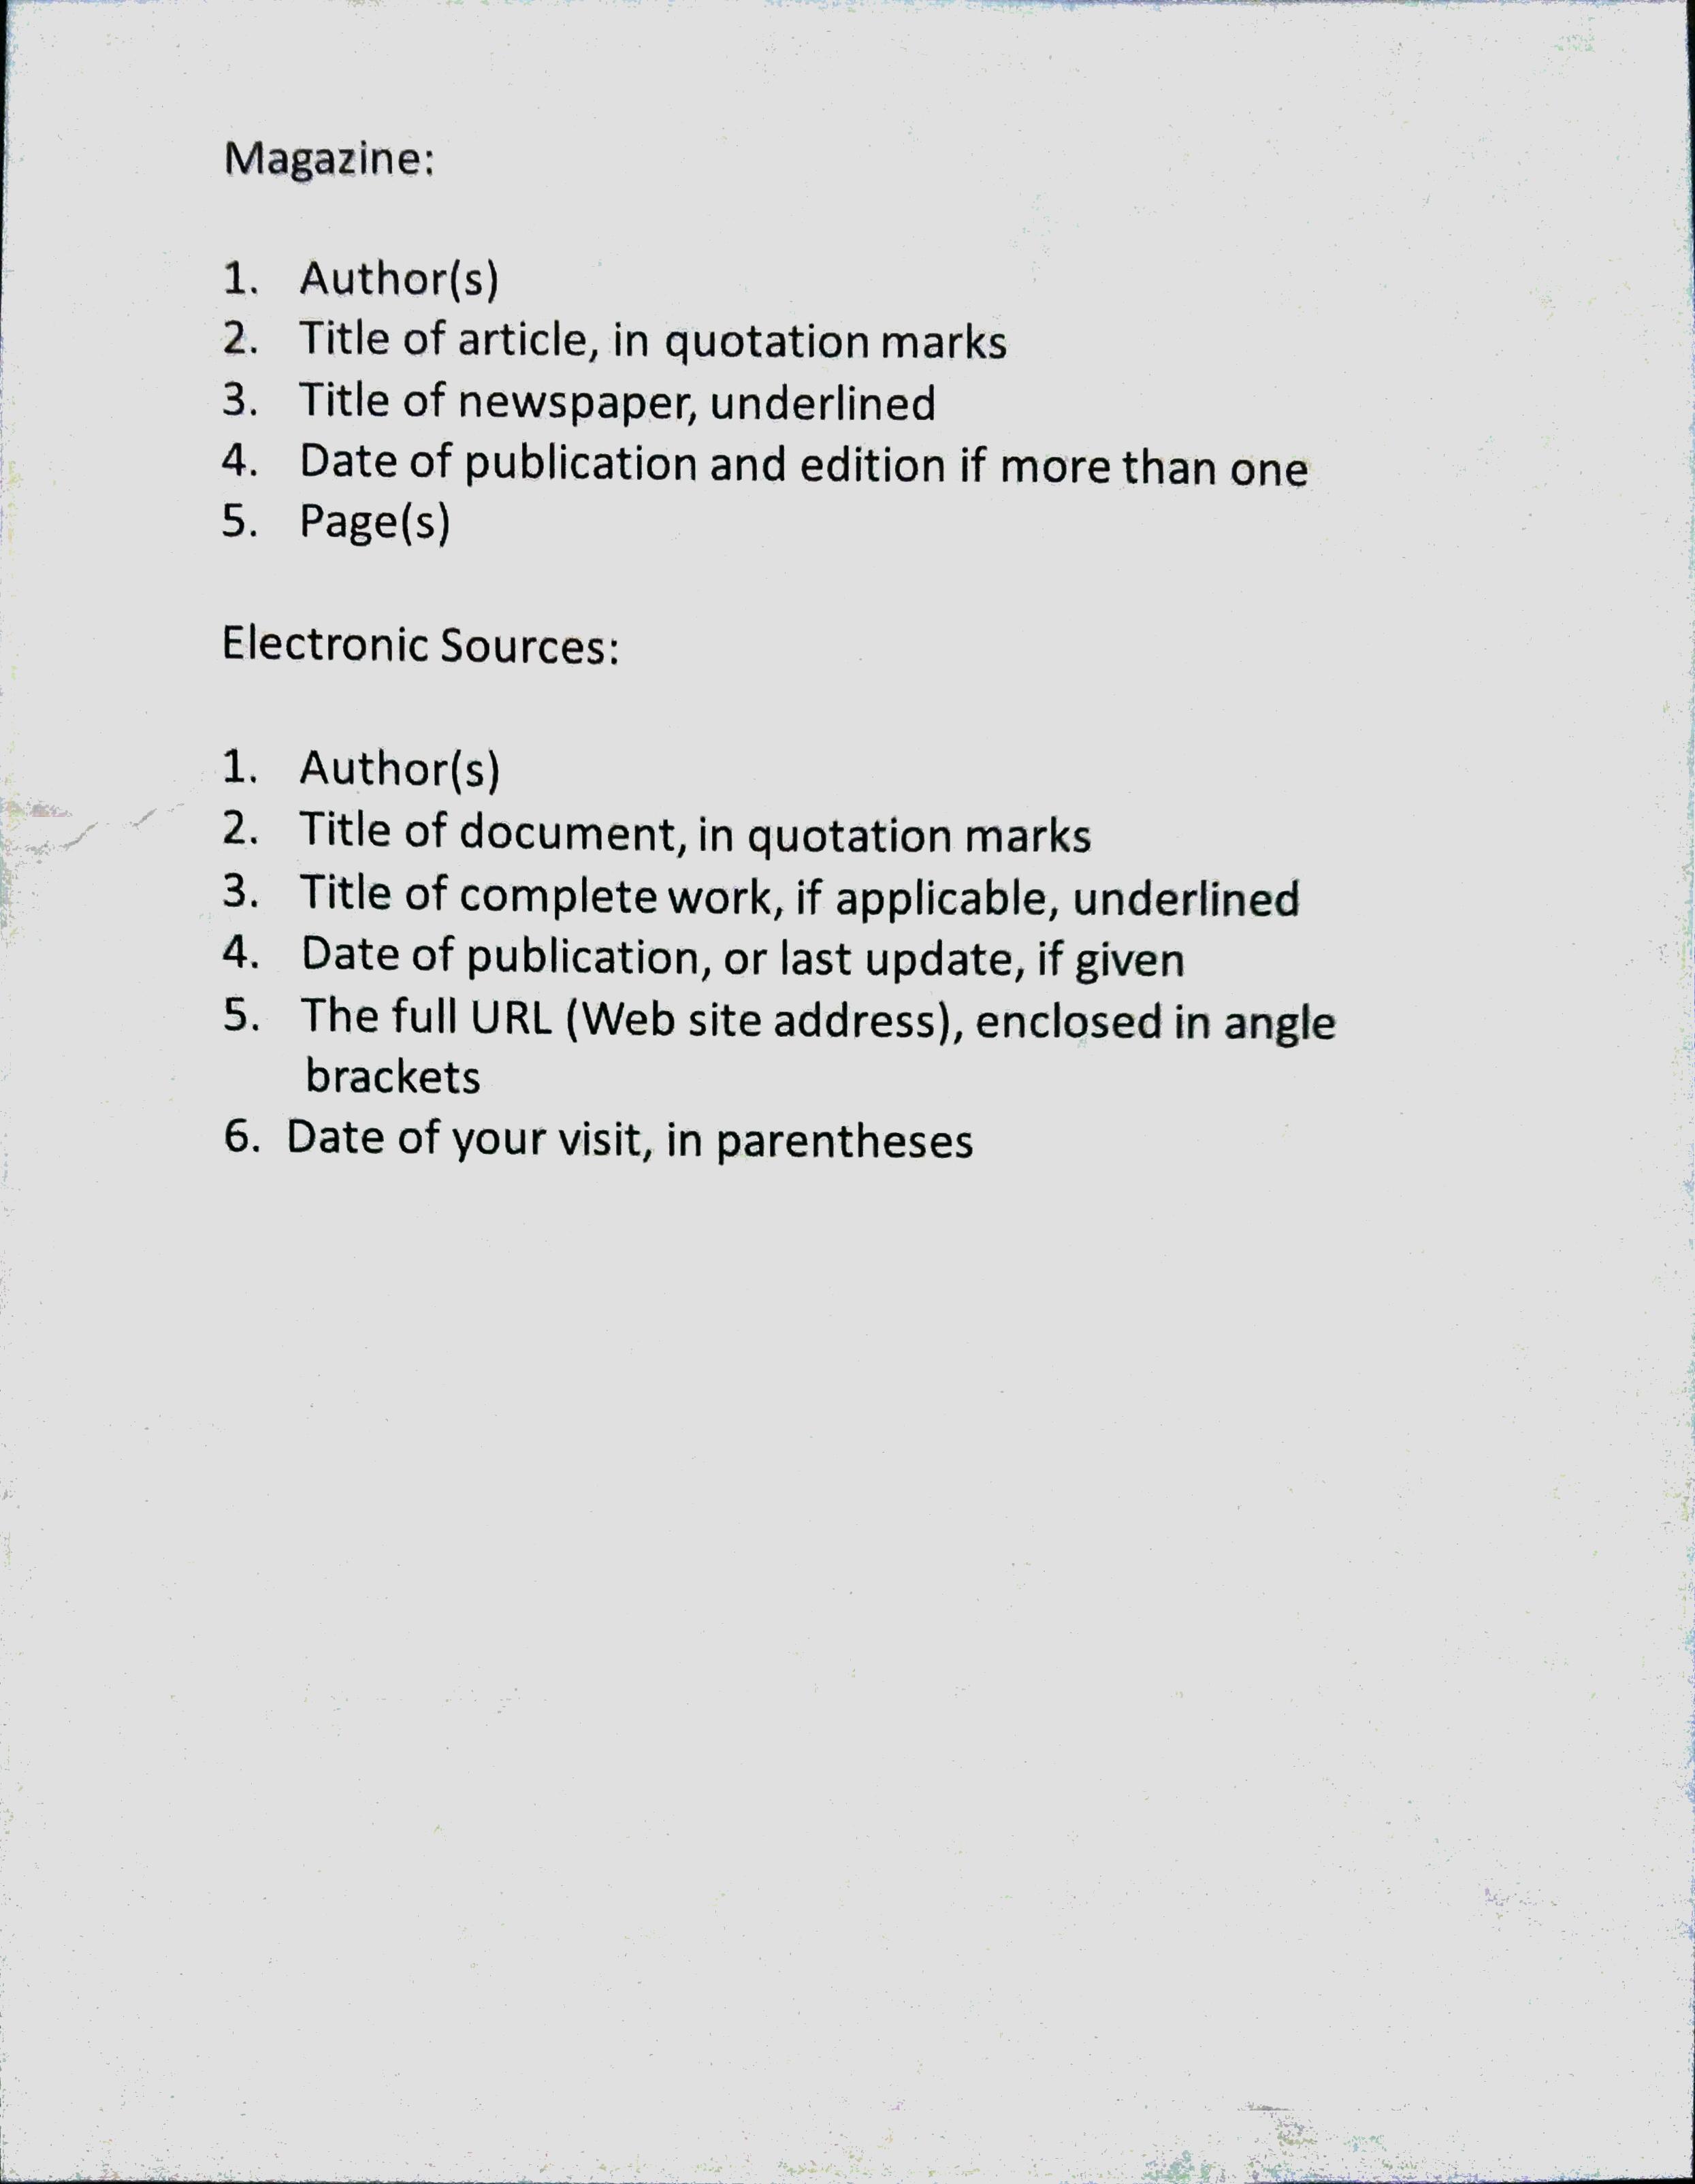 Magazine:
1. Author(s)
2. Title of article, in quotation marks
3. Title of newspaper, underlined
4. Date of publication and edition if more than one
5. Page(s)
Electronic Sources:
1. Author(s)
2. Title of document, in quotation marks
3. Title of complete work, if applicable, underlined
4. Date of publication, or last update, if given
5. The full URL (Web site address), enclosed in angle
brackets
6. Date of your visit, in parentheses